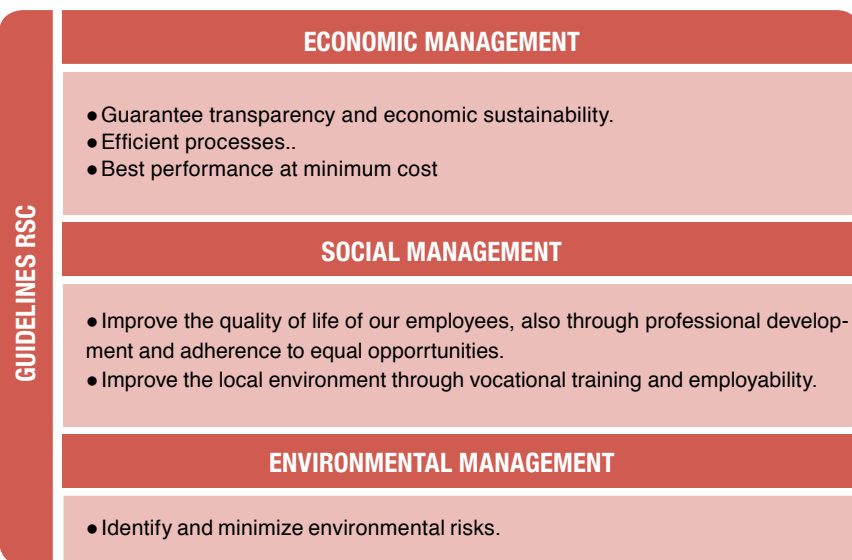 GUIDELINES RSC
ECONOMIC MANAGEMENT
● Guarantee transparency and economic sustainability.
● Efficient processes..
● Best performance at minimum cost
SOCIAL MANAGEMENT
● Improve the quality of life of our employees, also through professional develop-
ment and adherence to equal opporrtunities.
● Improve the local environment through vocational training and employability.
ENVIRONMENTAL MANAGEMENT
● Identify and minimize environmental risks.